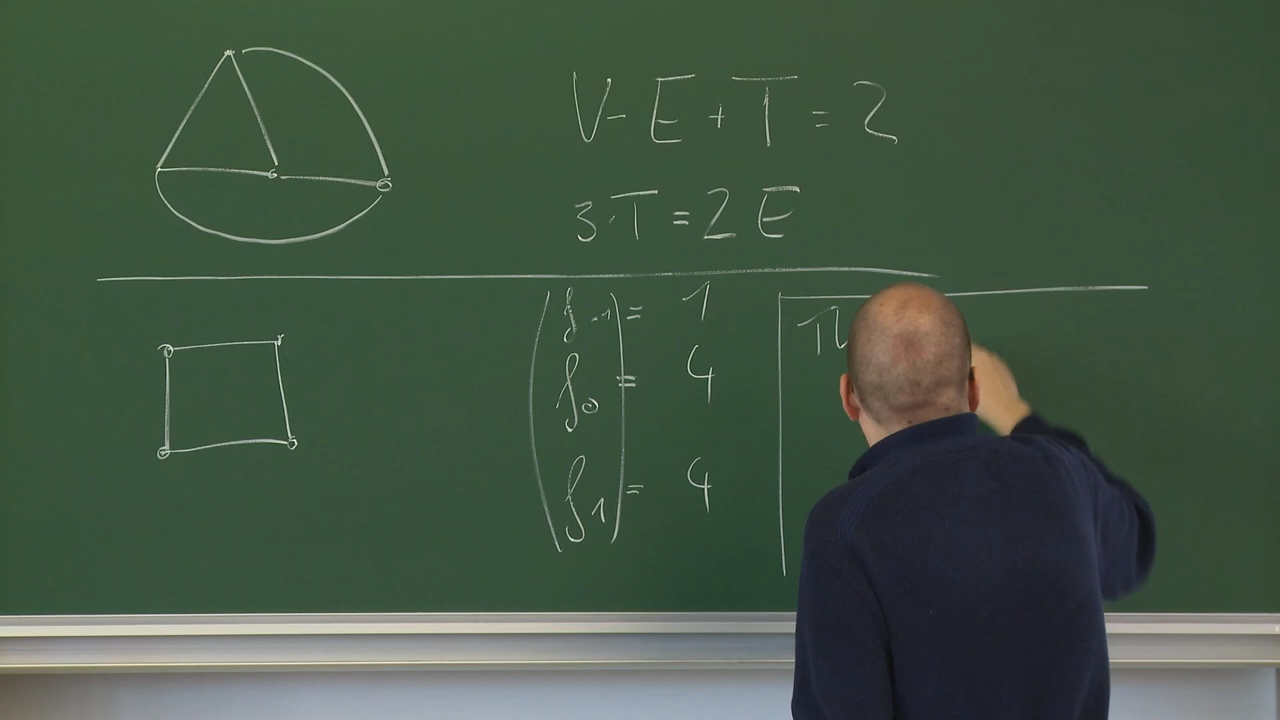 V - E + T = 2
3·T = 2E
f₋₁ = 1
f₀ = 4
f₁ = 4